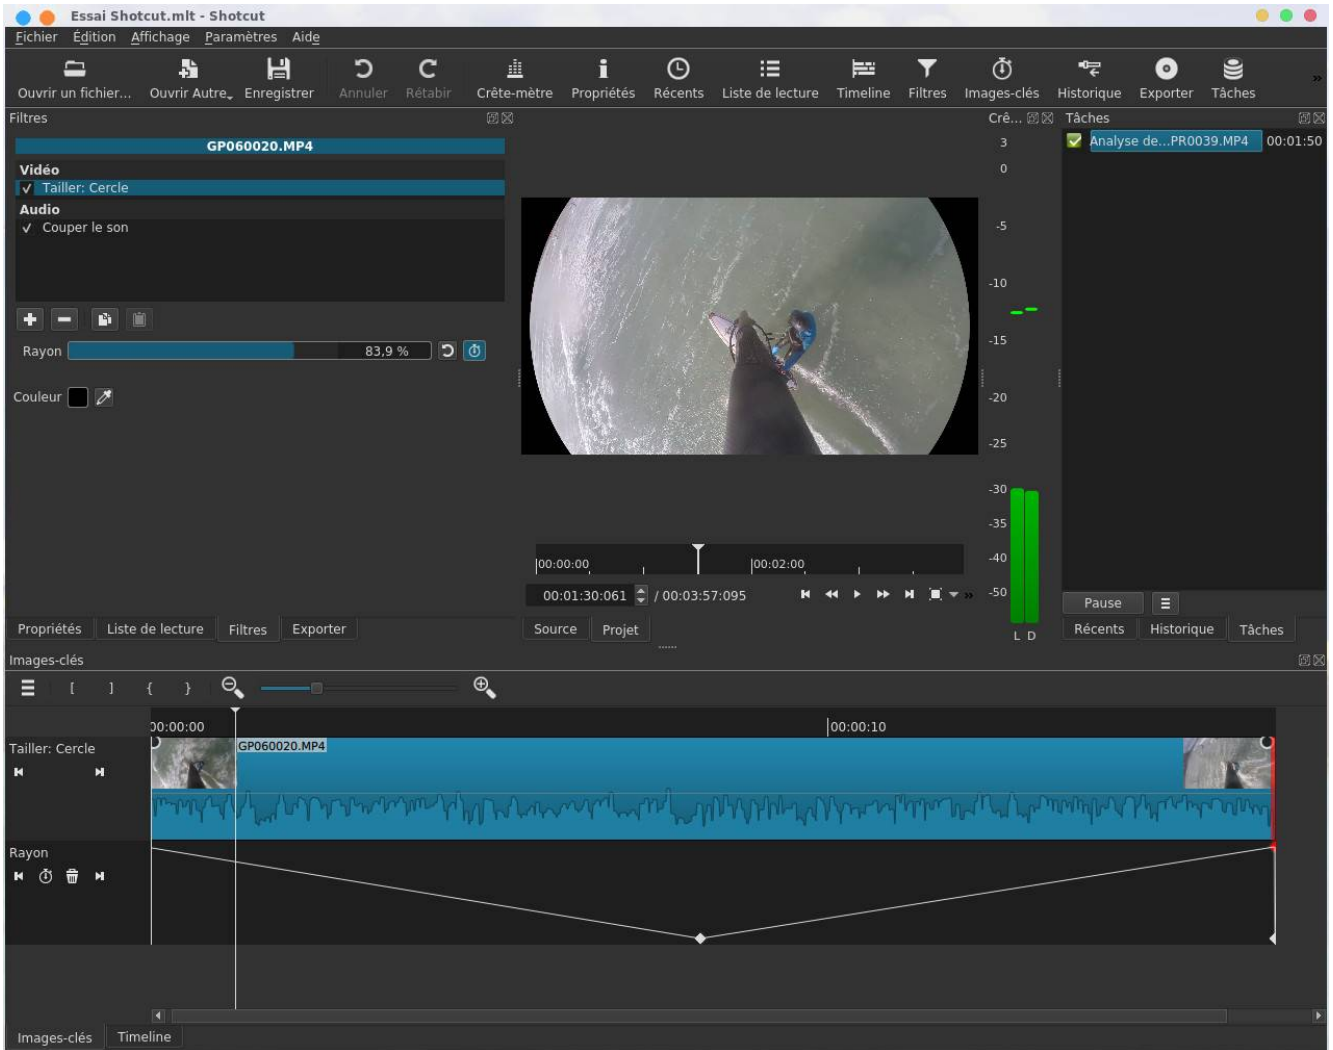 Essai Shotcut.mlt - Shotcut
Fichier Édition Affichage Paramètres Aide
Ouvrir un fichier... Ouvrir Autre Enregistrer Annuler Rétabir Crête-mètre Propriétés Récents Liste de lecture Timeline Filtres Images-clés Historique Exporter Tâches »
Filtres
GP060020.MP4
Vidéo
Tailler: Cercle
Audio
Couper le son
Rayon 83,9 %
Couleur
Propriétés Liste de lecture Filtres Exporter
00:00:00 00:02:00
00:01:30:061 / 00:03:57:095 »
Source Projet
Crê...
3
0
-5
-10
-15
-20
-25
-30
-35
-40
-50
L D
Tâches
Analyse de...PR0039.MP4 00:01:50
Pause
Récents Historique Tâches
Images-clés
[ ] { }
00:00:00 00:00:10
Tailler: Cercle
GP060020.MP4
Rayon
Images-clés Timeline